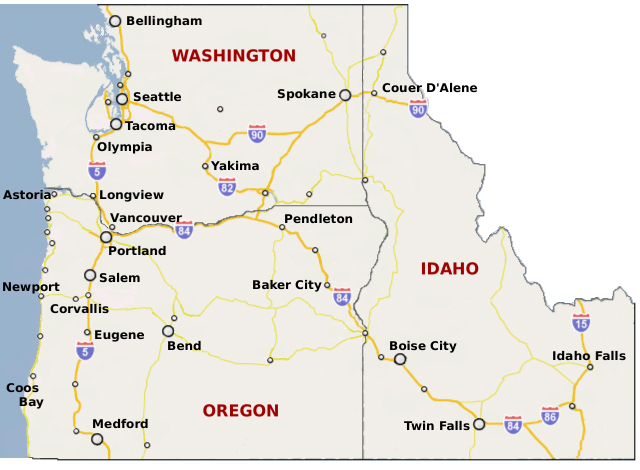 Bellingham
WASHINGTON
Spokane
Couer D'Alene
Seattle
90
Tacoma
90
Olympia
5
Yakima
82
Astoria
Longview
Vancouver
84
Pendleton
Portland
IDAHO
Salem
Newport
Baker City
84
Corvallis
15
Eugene
5
Bend
Boise City
Idaho Falls
Coos
Bay
OREGON
86
Medford
Twin Falls
84